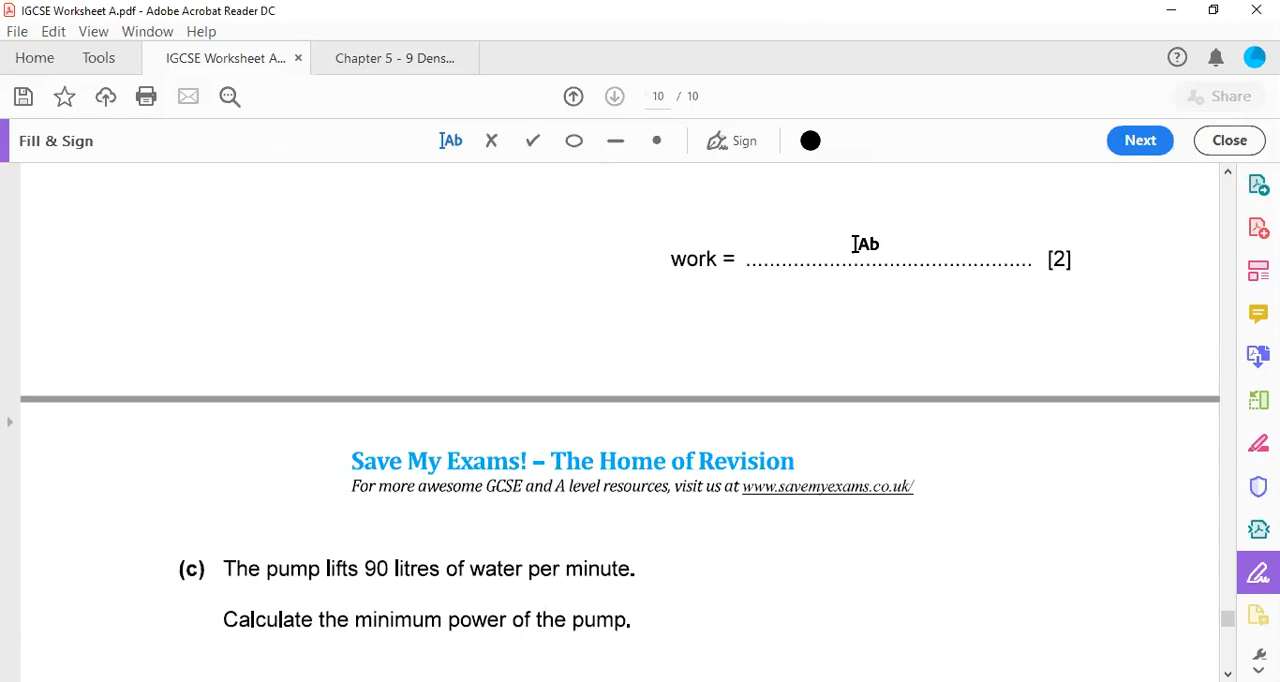 IGCSE Worksheet A.pdf - Adobe Acrobat Reader DC
File Edit View Window Help
Home Tools IGCSE Worksheet A... × Chapter 5 - 9 Dens...
10 / 10
Share
Fill & Sign
Ab
Sign
Next
Close
Ab
work = ................................................ [2]
Save My Exams! – The Home of Revision
For more awesome GCSE and A level resources, visit us at www.savemyexams.co.uk/
(c) The pump lifts 90 litres of water per minute.
Calculate the minimum power of the pump.